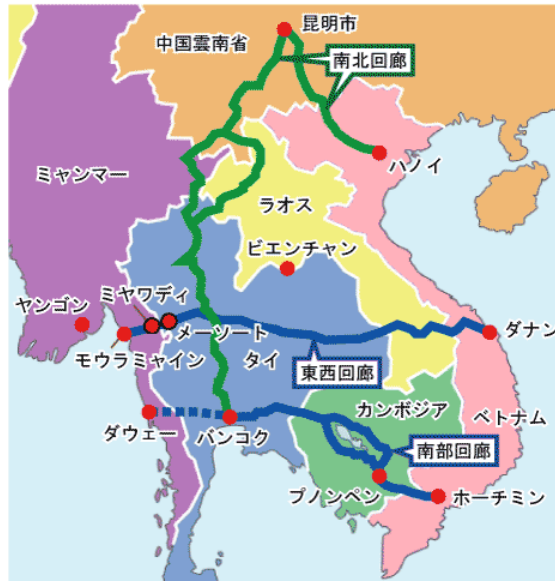 昆明市
中国雲南省
南北回廊
ハノイ
ミャンマー
ラオス
ビエンチャン
ミヤワディ
ヤンゴン
メーソート
ダナン
モウラミャイン
タイ
東西回廊
カンボジア
ベトナム
ダウェー
バンコク
南部回廊
プノンペン
ホーチミン